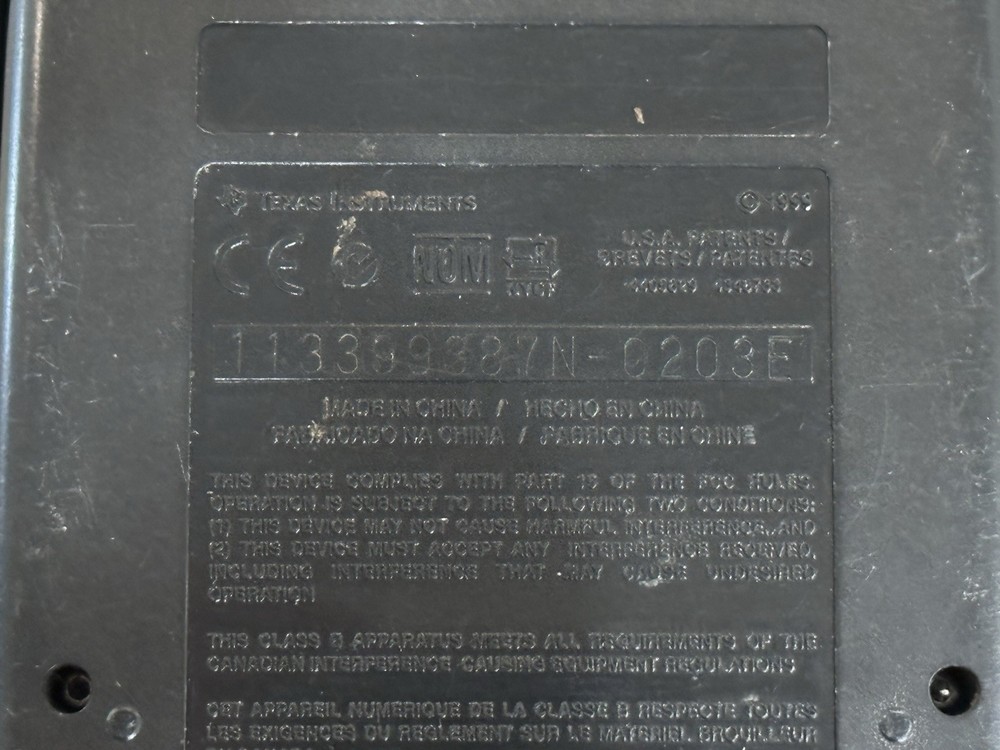 TEXAS INSTRUMENTS © 1999
CE NOM
U.S.A. PATENTS /
BREVETS / PATENTES
1133599387N-0203E
MADE IN CHINA / HECHO EN CHINA
FABRICADO NA CHINA / FABRIQUE EN CHINE
THIS DEVICE COMPLIES WITH PART 15 OF THE FCC RULES.
OPERATION IS SUBJECT TO THE FOLLOWING TWO CONDITIONS:
(1) THIS DEVICE MAY NOT CAUSE HARMFUL INTERFERENCE, AND
(2) THIS DEVICE MUST ACCEPT ANY INTERFERENCE RECEIVED,
INCLUDING INTERFERENCE THAT MAY CAUSE UNDESIRED
OPERATION
THIS CLASS B APPARATUS MEETS ALL REQUIREMENTS OF THE
CANADIAN INTERFERENCE-CAUSING EQUIPMENT REGULATIONS
CET APPAREIL NUMERIQUE DE LA CLASSE B RESPECTE TOUTES
LES EXIGENCES DU REGLEMENT SUR LE MATERIEL BROUILLEUR